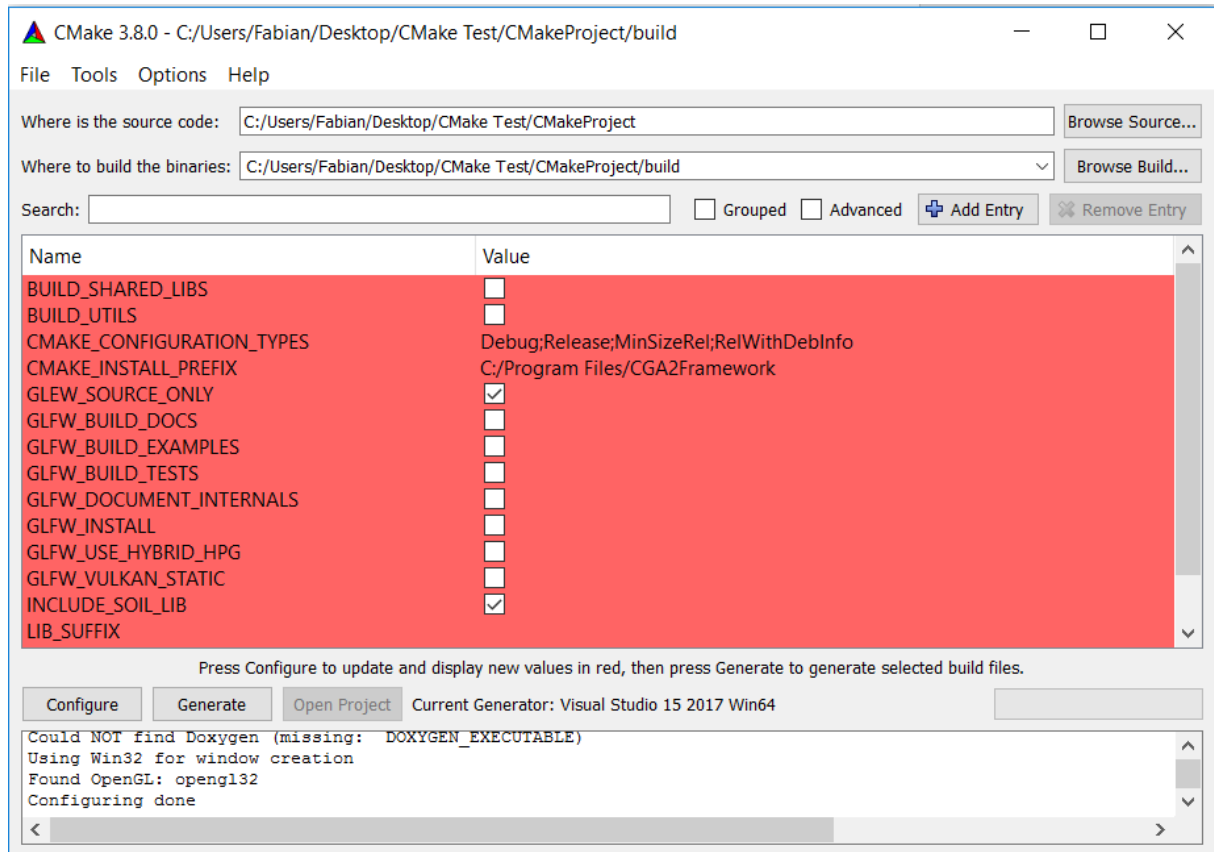 CMake 3.8.0 - C:/Users/Fabian/Desktop/CMake Test/CMakeProject/build
File Tools Options Help
Where is the source code: C:/Users/Fabian/Desktop/CMake Test/CMakeProject Browse Source...
Where to build the binaries: C:/Users/Fabian/Desktop/CMake Test/CMakeProject/build Browse Build...
Search: Grouped Advanced Add Entry Remove Entry
Name Value
BUILD_SHARED_LIBS
BUILD_UTILS
CMAKE_CONFIGURATION_TYPES Debug;Release;MinSizeRel;RelWithDebInfo
CMAKE_INSTALL_PREFIX C:/Program Files/CGA2Framework
GLEW_SOURCE_ONLY
GLFW_BUILD_DOCS
GLFW_BUILD_EXAMPLES
GLFW_BUILD_TESTS
GLFW_DOCUMENT_INTERNALS
GLFW_INSTALL
GLFW_USE_HYBRID_HPG
GLFW_VULKAN_STATIC
INCLUDE_SOIL_LIB
LIB_SUFFIX
Press Configure to update and display new values in red, then press Generate to generate selected build files.
Configure Generate Open Project Current Generator: Visual Studio 15 2017 Win64
Could NOT find Doxygen (missing:  DOXYGEN_EXECUTABLE)
Using Win32 for window creation
Found OpenGL: opengl32
Configuring done